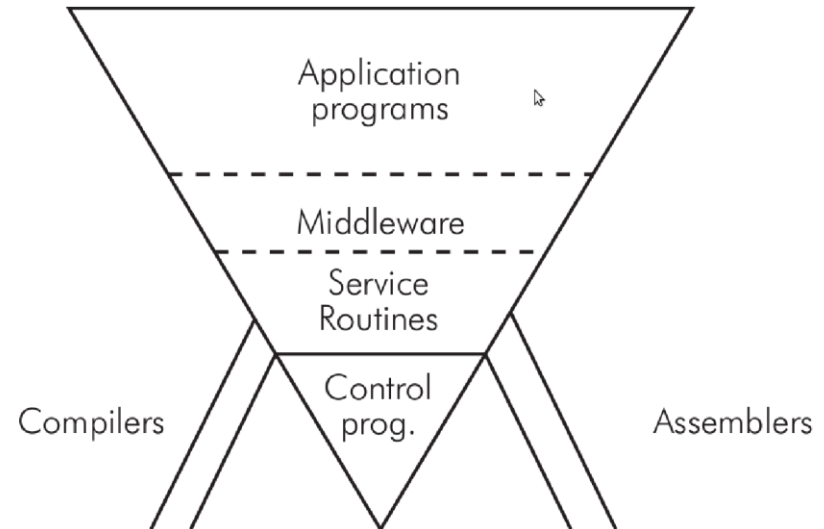 Application
programs
Middleware
Service
Routines
Control
prog.
Compilers
Assemblers